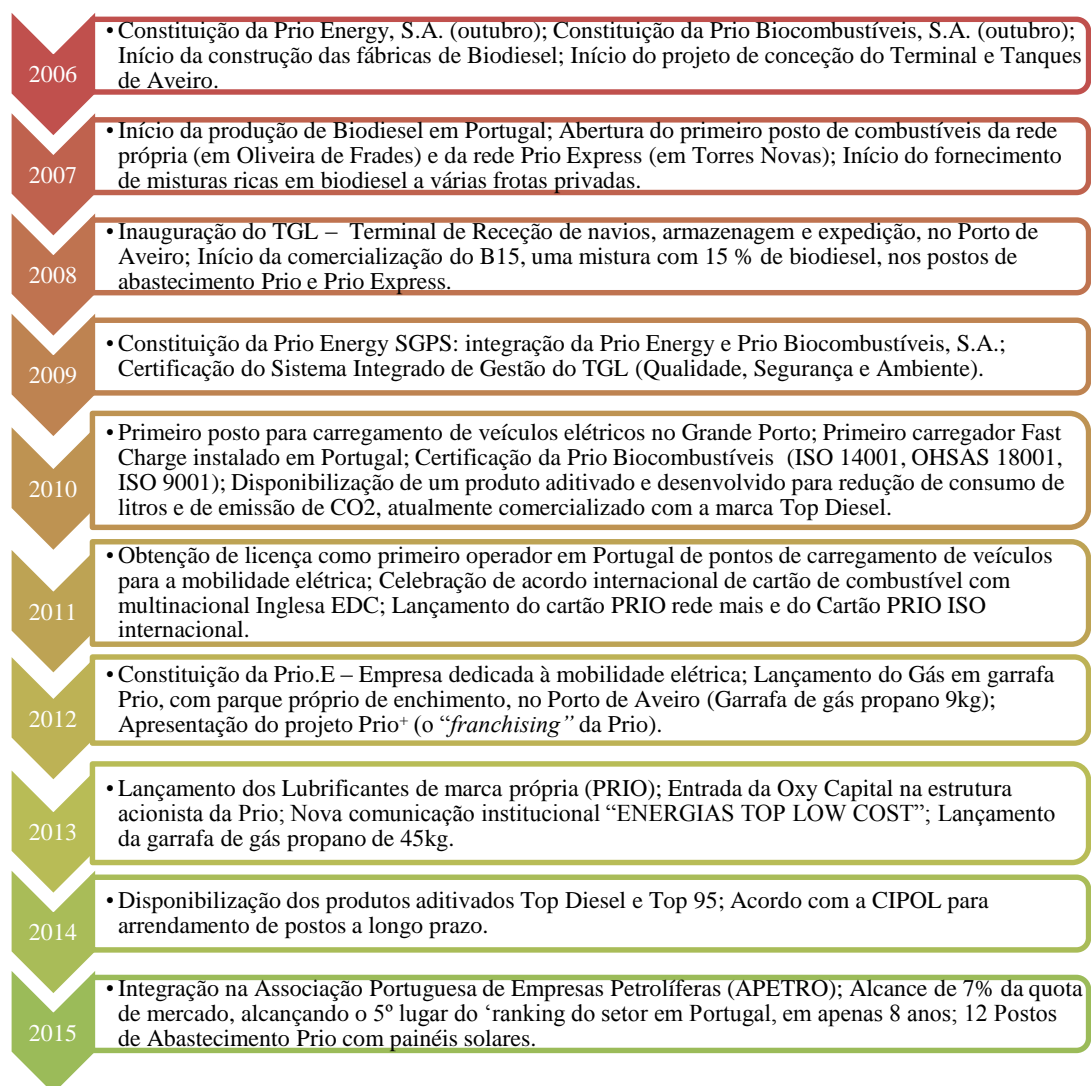 2006
• Constituição da Prio Energy, S.A. (outubro); Constituição da Prio Biocombustíveis, S.A. (outubro);
Início da construção das fábricas de Biodiesel; Início do projeto de conceção do Terminal e Tanques
de Aveiro.
2007
• Início da produção de Biodiesel em Portugal; Abertura do primeiro posto de combustíveis da rede
própria (em Oliveira de Frades) e da rede Prio Express (em Torres Novas); Início do fornecimento
de misturas ricas em biodiesel a várias frotas privadas.
2008
• Inauguração do TGL – Terminal de Receção de navios, armazenagem e expedição, no Porto de
Aveiro; Início da comercialização do B15, uma mistura com 15 % de biodiesel, nos postos de
abastecimento Prio e Prio Express.
2009
• Constituição da Prio Energy SGPS: integração da Prio Energy e Prio Biocombustíveis, S.A.;
Certificação do Sistema Integrado de Gestão do TGL (Qualidade, Segurança e Ambiente).
2010
• Primeiro posto para carregamento de veículos elétricos no Grande Porto; Primeiro carregador Fast
Charge instalado em Portugal; Certificação da Prio Biocombustíveis (ISO 14001, OHSAS 18001,
ISO 9001); Disponibilização de um produto aditivado e desenvolvido para redução de consumo de
litros e de emissão de CO2, atualmente comercializado com a marca Top Diesel.
2011
• Obtenção de licença como primeiro operador em Portugal de pontos de carregamento de veículos
para a mobilidade elétrica; Celebração de acordo internacional de cartão de combustível com
multinacional Inglesa EDC; Lançamento do cartão PRIO rede mais e do Cartão PRIO ISO
internacional.
2012
• Constituição da Prio.E – Empresa dedicada à mobilidade elétrica; Lançamento do Gás em garrafa
Prio, com parque próprio de enchimento, no Porto de Aveiro (Garrafa de gás propano 9kg);
Apresentação do projeto Prio⁺ (o “franchising” da Prio).
2013
• Lançamento dos Lubrificantes de marca própria (PRIO); Entrada da Oxy Capital na estrutura
acionista da Prio; Nova comunicação institucional “ENERGIAS TOP LOW COST”; Lançamento
da garrafa de gás propano de 45kg.
2014
• Disponibilização dos produtos aditivados Top Diesel e Top 95; Acordo com a CIPOL para
arrendamento de postos a longo prazo.
2015
• Integração na Associação Portuguesa de Empresas Petrolíferas (APETRO); Alcance de 7% da quota
de mercado, alcançando o 5º lugar do ‘ranking do setor em Portugal, em apenas 8 anos; 12 Postos
de Abastecimento Prio com painéis solares.